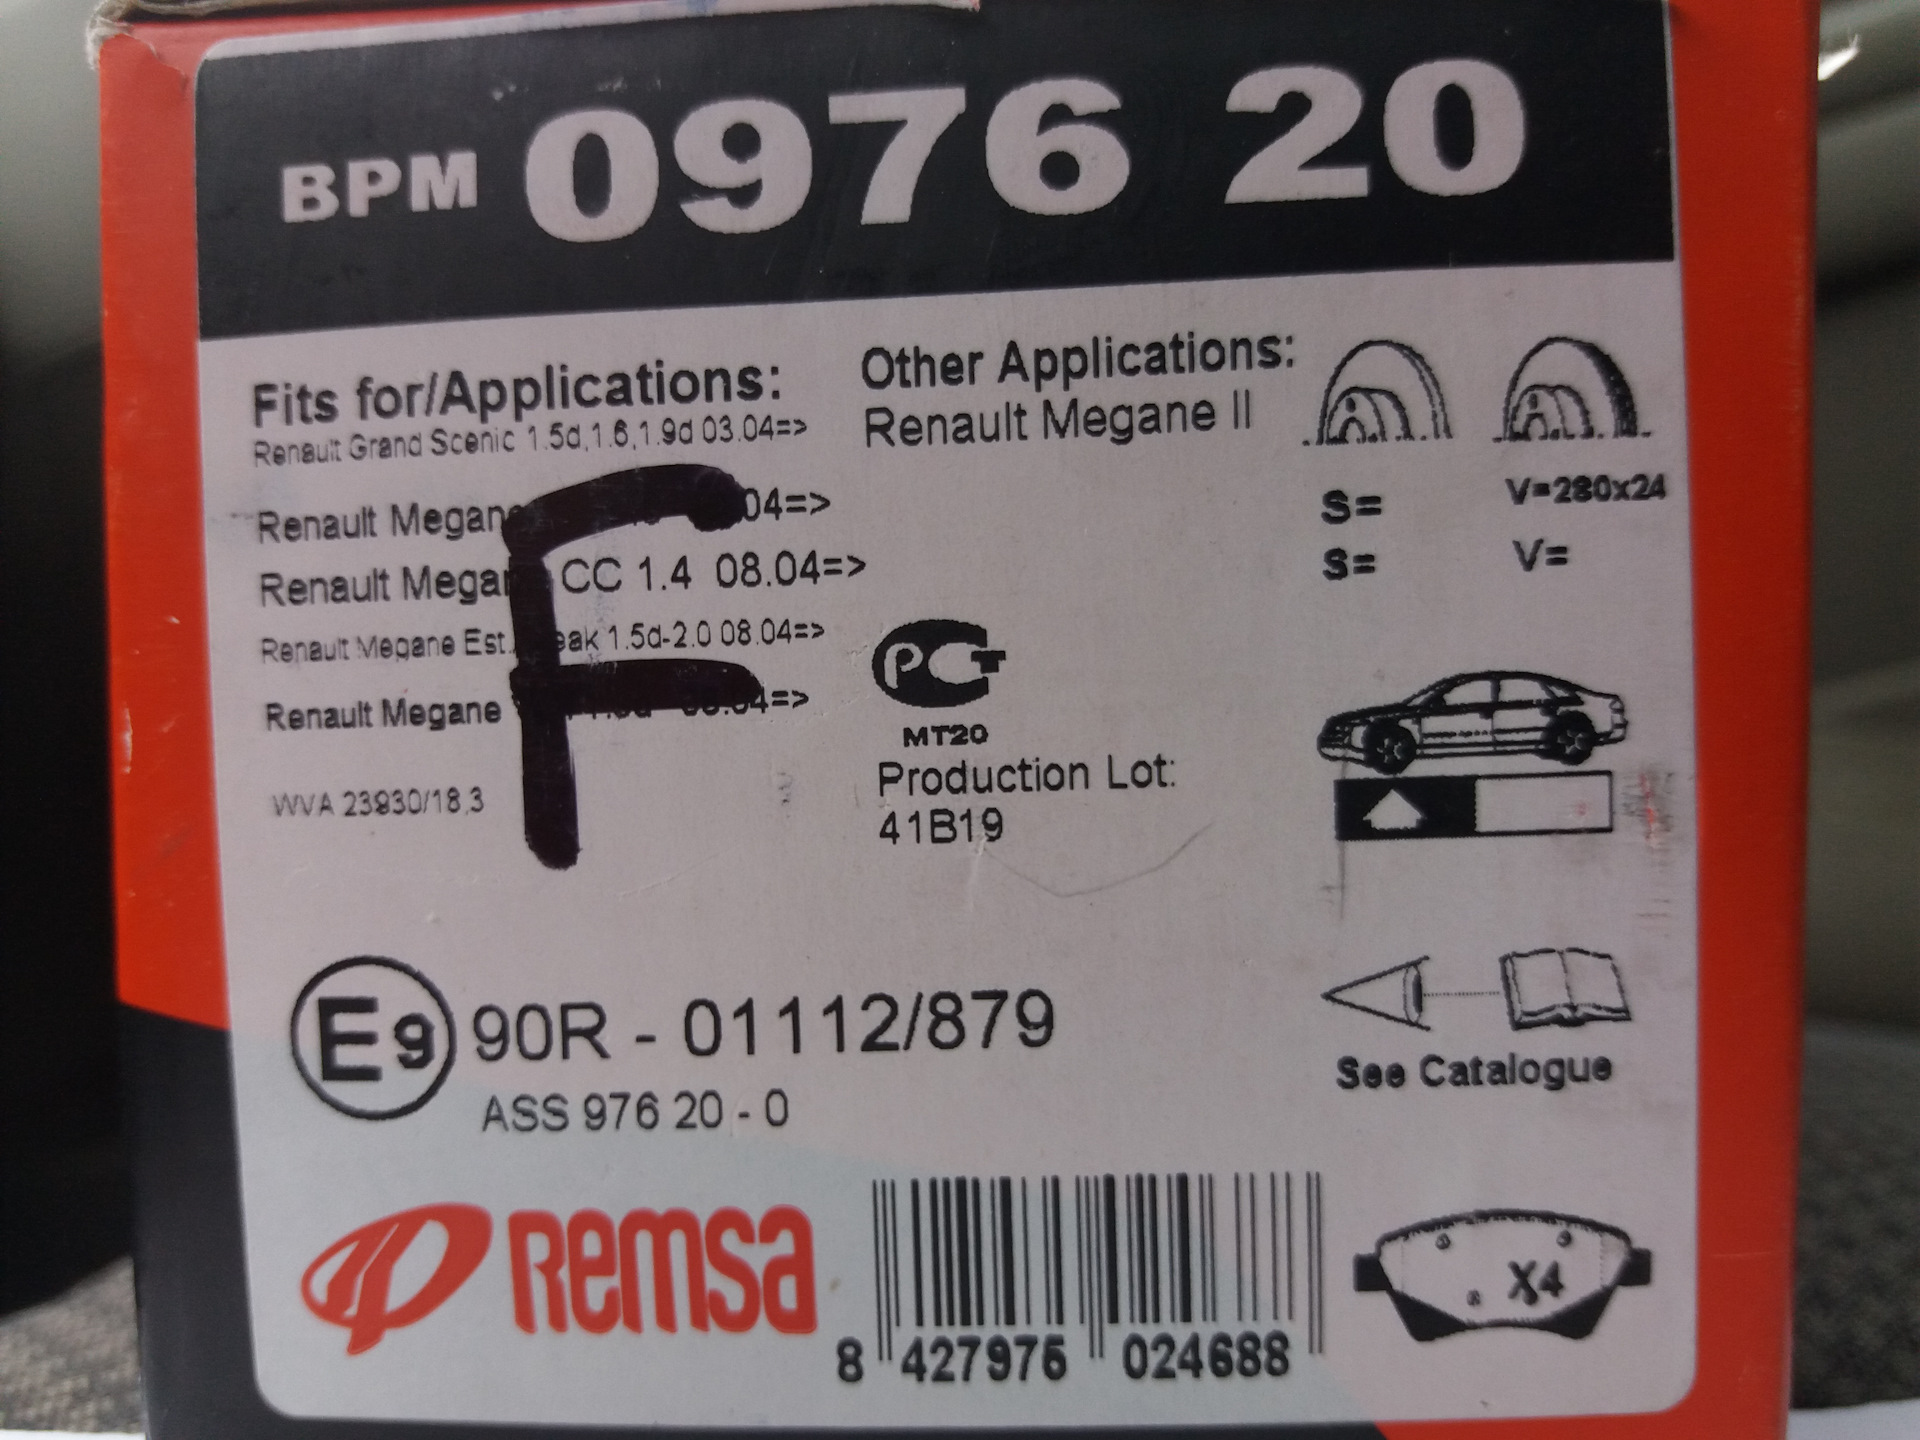 BPM 0976 20
Fits for/Applications:
Renault Grand Scenic 1.5d,1.6,1.9d 03.04=>
Renault Megane 04=>
Renault Megane CC 1.4 08.04=>
Renault Megane Est./Break 1.5d-2.0 08.04=>
Renault Megane 04=>
WVA 23930/18,3
F
Other Applications:
Renault Megane II
PCT
MT20
Production Lot:
41B19
S= V=280x24
S= V=
See Catalogue
E9 90R - 01112/879
ASS 976 20 - 0
REMSA
8 427975 024688
X4